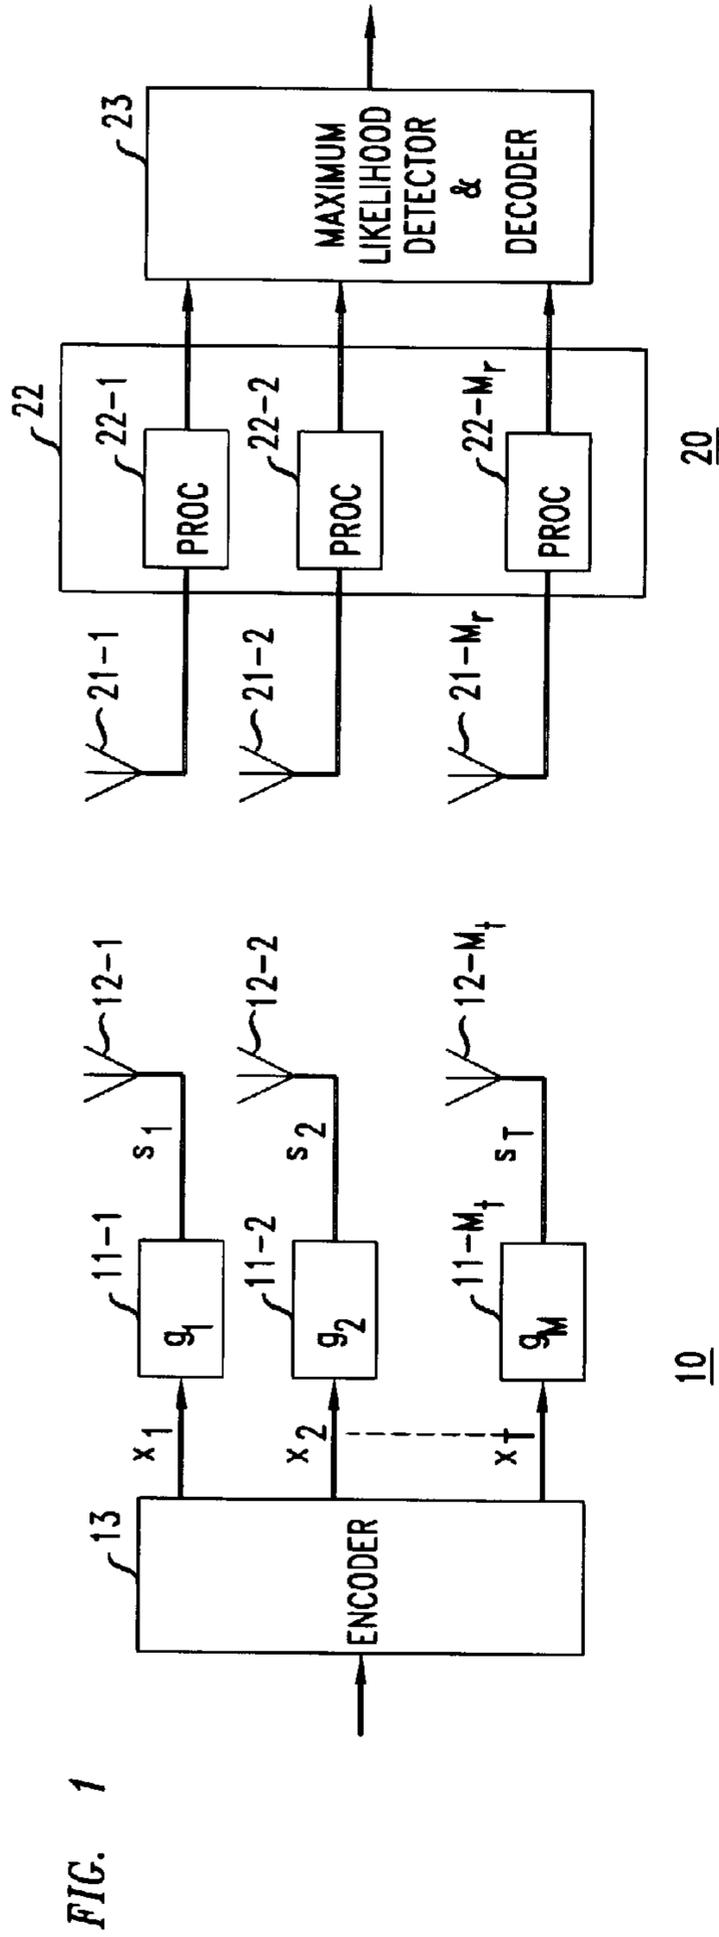 FIG. 1
13
ENCODER
x1
x2
xT
11-1
g1
11-2
g2
11-Mt
gM
s1
s2
sT
12-1
12-2
12-Mt
10
21-1
21-2
21-Mr
22
22-1
PROC
22-2
PROC
22-Mr
PROC
23
MAXIMUM
LIKELIHOOD
DETECTOR
&
DECODER
20